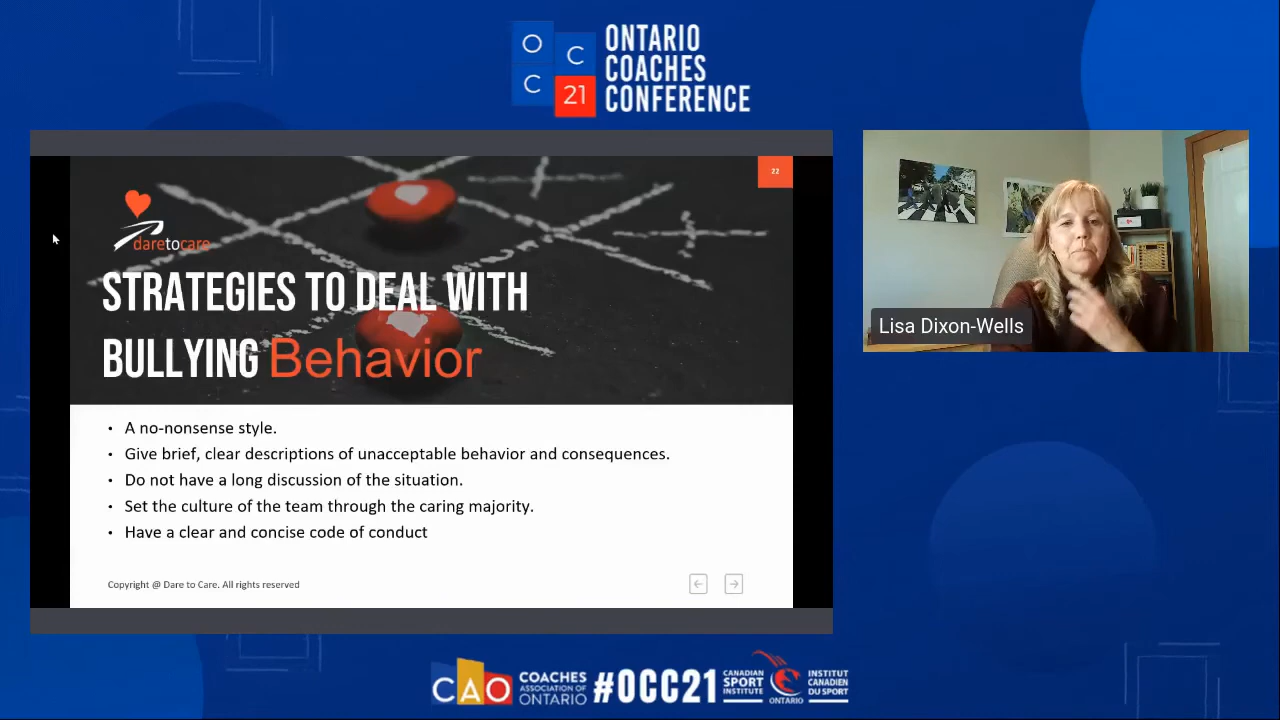 O
C
C
21
ONTARIO
COACHES
CONFERENCE
22
daretocare
STRATEGIES TO DEAL WITH
BULLYING Behavior
• A no-nonsense style.
• Give brief, clear descriptions of unacceptable behavior and consequences.
• Do not have a long discussion of the situation.
• Set the culture of the team through the caring majority.
• Have a clear and concise code of conduct
Copyright @ Dare to Care. All rights reserved
Lisa Dixon-Wells
CAO
COACHES
ASSOCIATION OF
ONTARIO
#OCC21
CANADIAN
SPORT
INSTITUTE
ONTARIO
INSTITUT
CANADIEN
DU SPORT